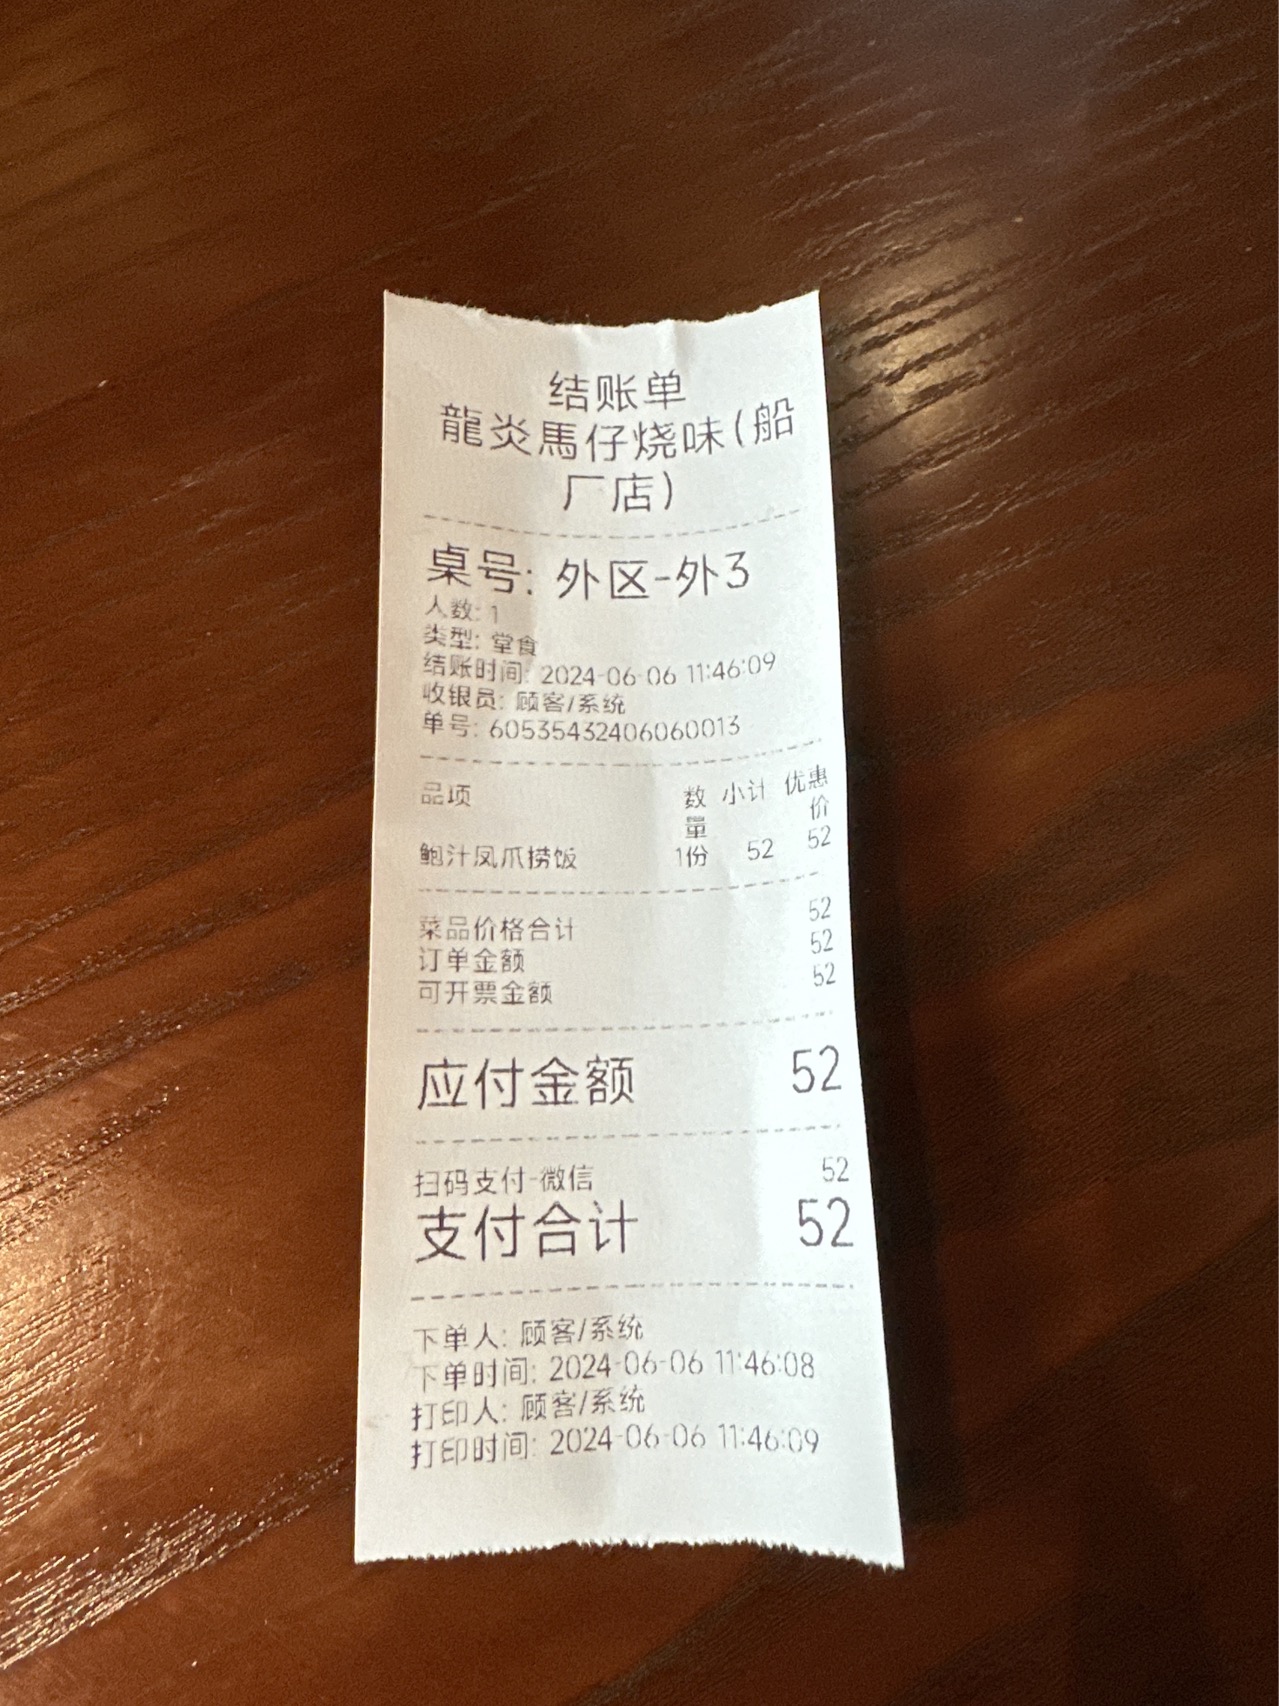 结账单
龍炎馬仔烧味(船
厂店)
桌号: 外区-外3
人数: 1
类型: 堂食
结账时间: 2024-06-06 11:46:09
收银员: 顾客/系统
单号: 60535432406060013
品项 数量 小计 优惠价
鲍汁凤爪捞饭 1份 52 52
菜品价格合计 52
订单金额 52
可开票金额 52
应付金额 52
扫码支付-微信 52
支付合计 52
下单人: 顾客/系统
下单时间: 2024-06-06 11:46:08
打印人: 顾客/系统
打印时间: 2024-06-06 11:46:09